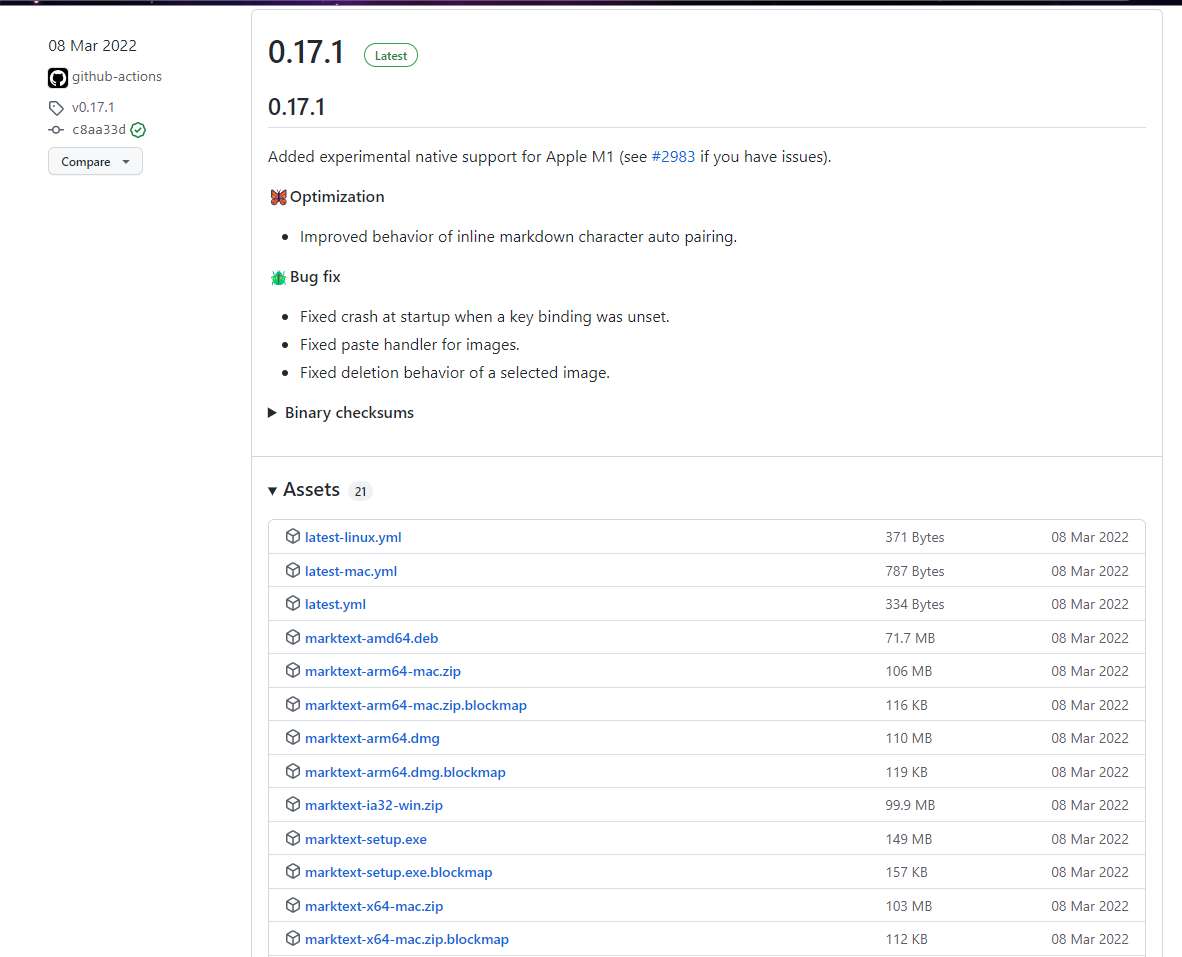 08 Mar 2022
github-actions
v0.17.1
c8aa33d
Compare
0.17.1 Latest
0.17.1
Added experimental native support for Apple M1 (see #2983 if you have issues).
Optimization
Improved behavior of inline markdown character auto pairing.
Bug fix
Fixed crash at startup when a key binding was unset.
Fixed paste handler for images.
Fixed deletion behavior of a selected image.
Binary checksums
Assets 21
latest-linux.yml 371 Bytes 08 Mar 2022
latest-mac.yml 787 Bytes 08 Mar 2022
latest.yml 334 Bytes 08 Mar 2022
marktext-amd64.deb 71.7 MB 08 Mar 2022
marktext-arm64-mac.zip 106 MB 08 Mar 2022
marktext-arm64-mac.zip.blockmap 116 KB 08 Mar 2022
marktext-arm64.dmg 110 MB 08 Mar 2022
marktext-arm64.dmg.blockmap 119 KB 08 Mar 2022
marktext-ia32-win.zip 99.9 MB 08 Mar 2022
marktext-setup.exe 149 MB 08 Mar 2022
marktext-setup.exe.blockmap 157 KB 08 Mar 2022
marktext-x64-mac.zip 103 MB 08 Mar 2022
marktext-x64-mac.zip.blockmap 112 KB 08 Mar 2022